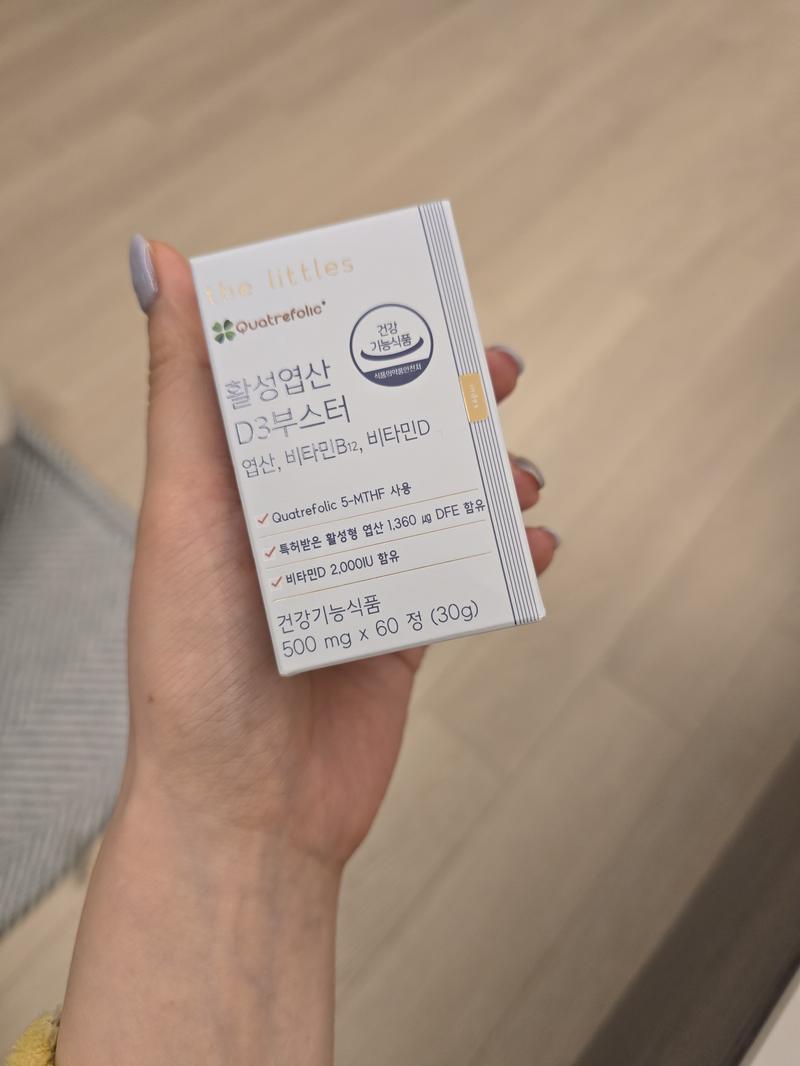 the littles
Quatrefolic®
건강
기능식품
식품의약품안전처
활성엽산
D3부스터
엽산, 비타민B12, 비타민D
Quatrefolic 5-MTHF 사용
특허받은 활성형 엽산 1,360 ㎍ DFE 함유
비타민D 2,000IU 함유
건강기능식품
500 mg x 60 정 (30g)